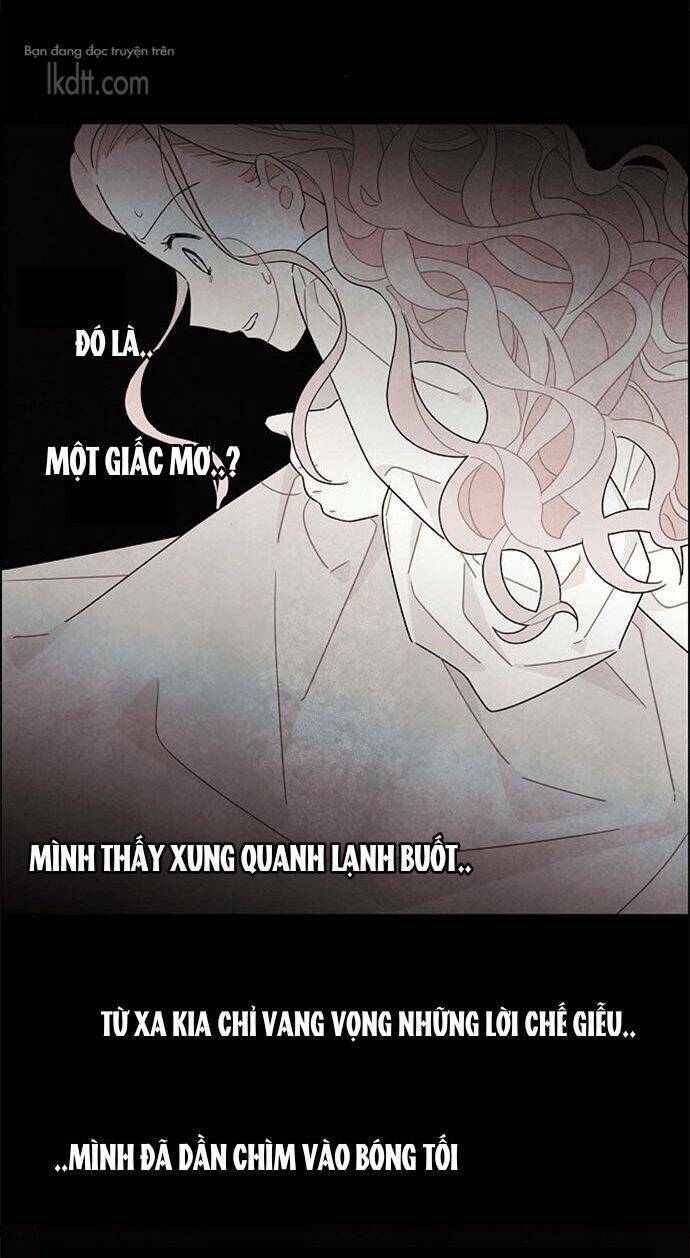 Bạn đang đọc truyện trên
lkdtt.com
ĐÓ LÀ..
MỘT GIẤC MƠ..?
MÌNH THẤY XUNG QUANH LẠNH BUỐT..
TỪ XA KIA CHỈ VANG VỌNG NHỮNG LỜI CHẾ GIỄU..
..MÌNH ĐÃ DẦN CHÌM VÀO BÓNG TỐI